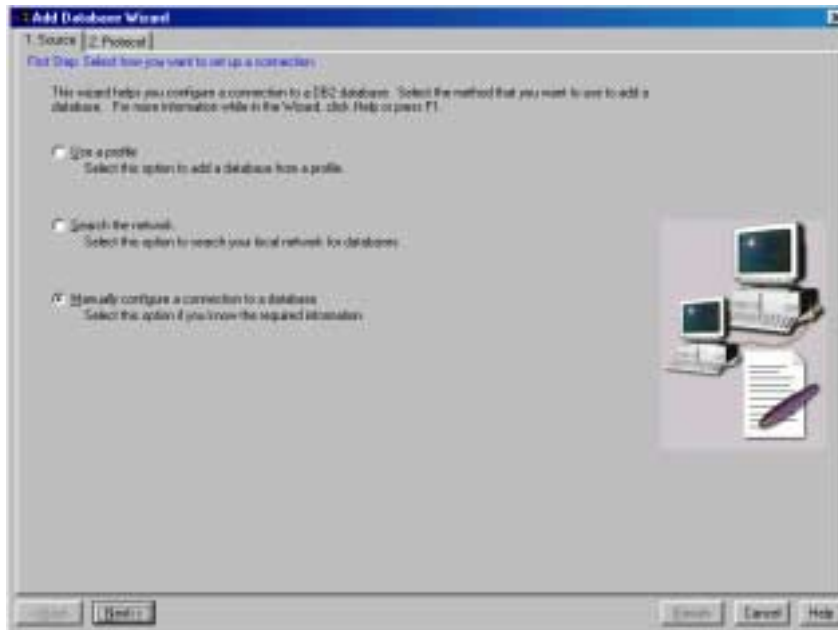 Add Database Wizard
1. Source 2. Protocol
First Step: Select how you want to set up a connection
This wizard helps you configure a connection to a DB2 database. Select the method that you want to use to add a
database. For more information while in the Wizard, click Help or press F1.
Use a profile
Select this option to add a database from a profile.
Search the network
Select this option to search your local network for databases
Manually configure a connection to a database
Select this option if you know the required information
Next
Cancel
Help